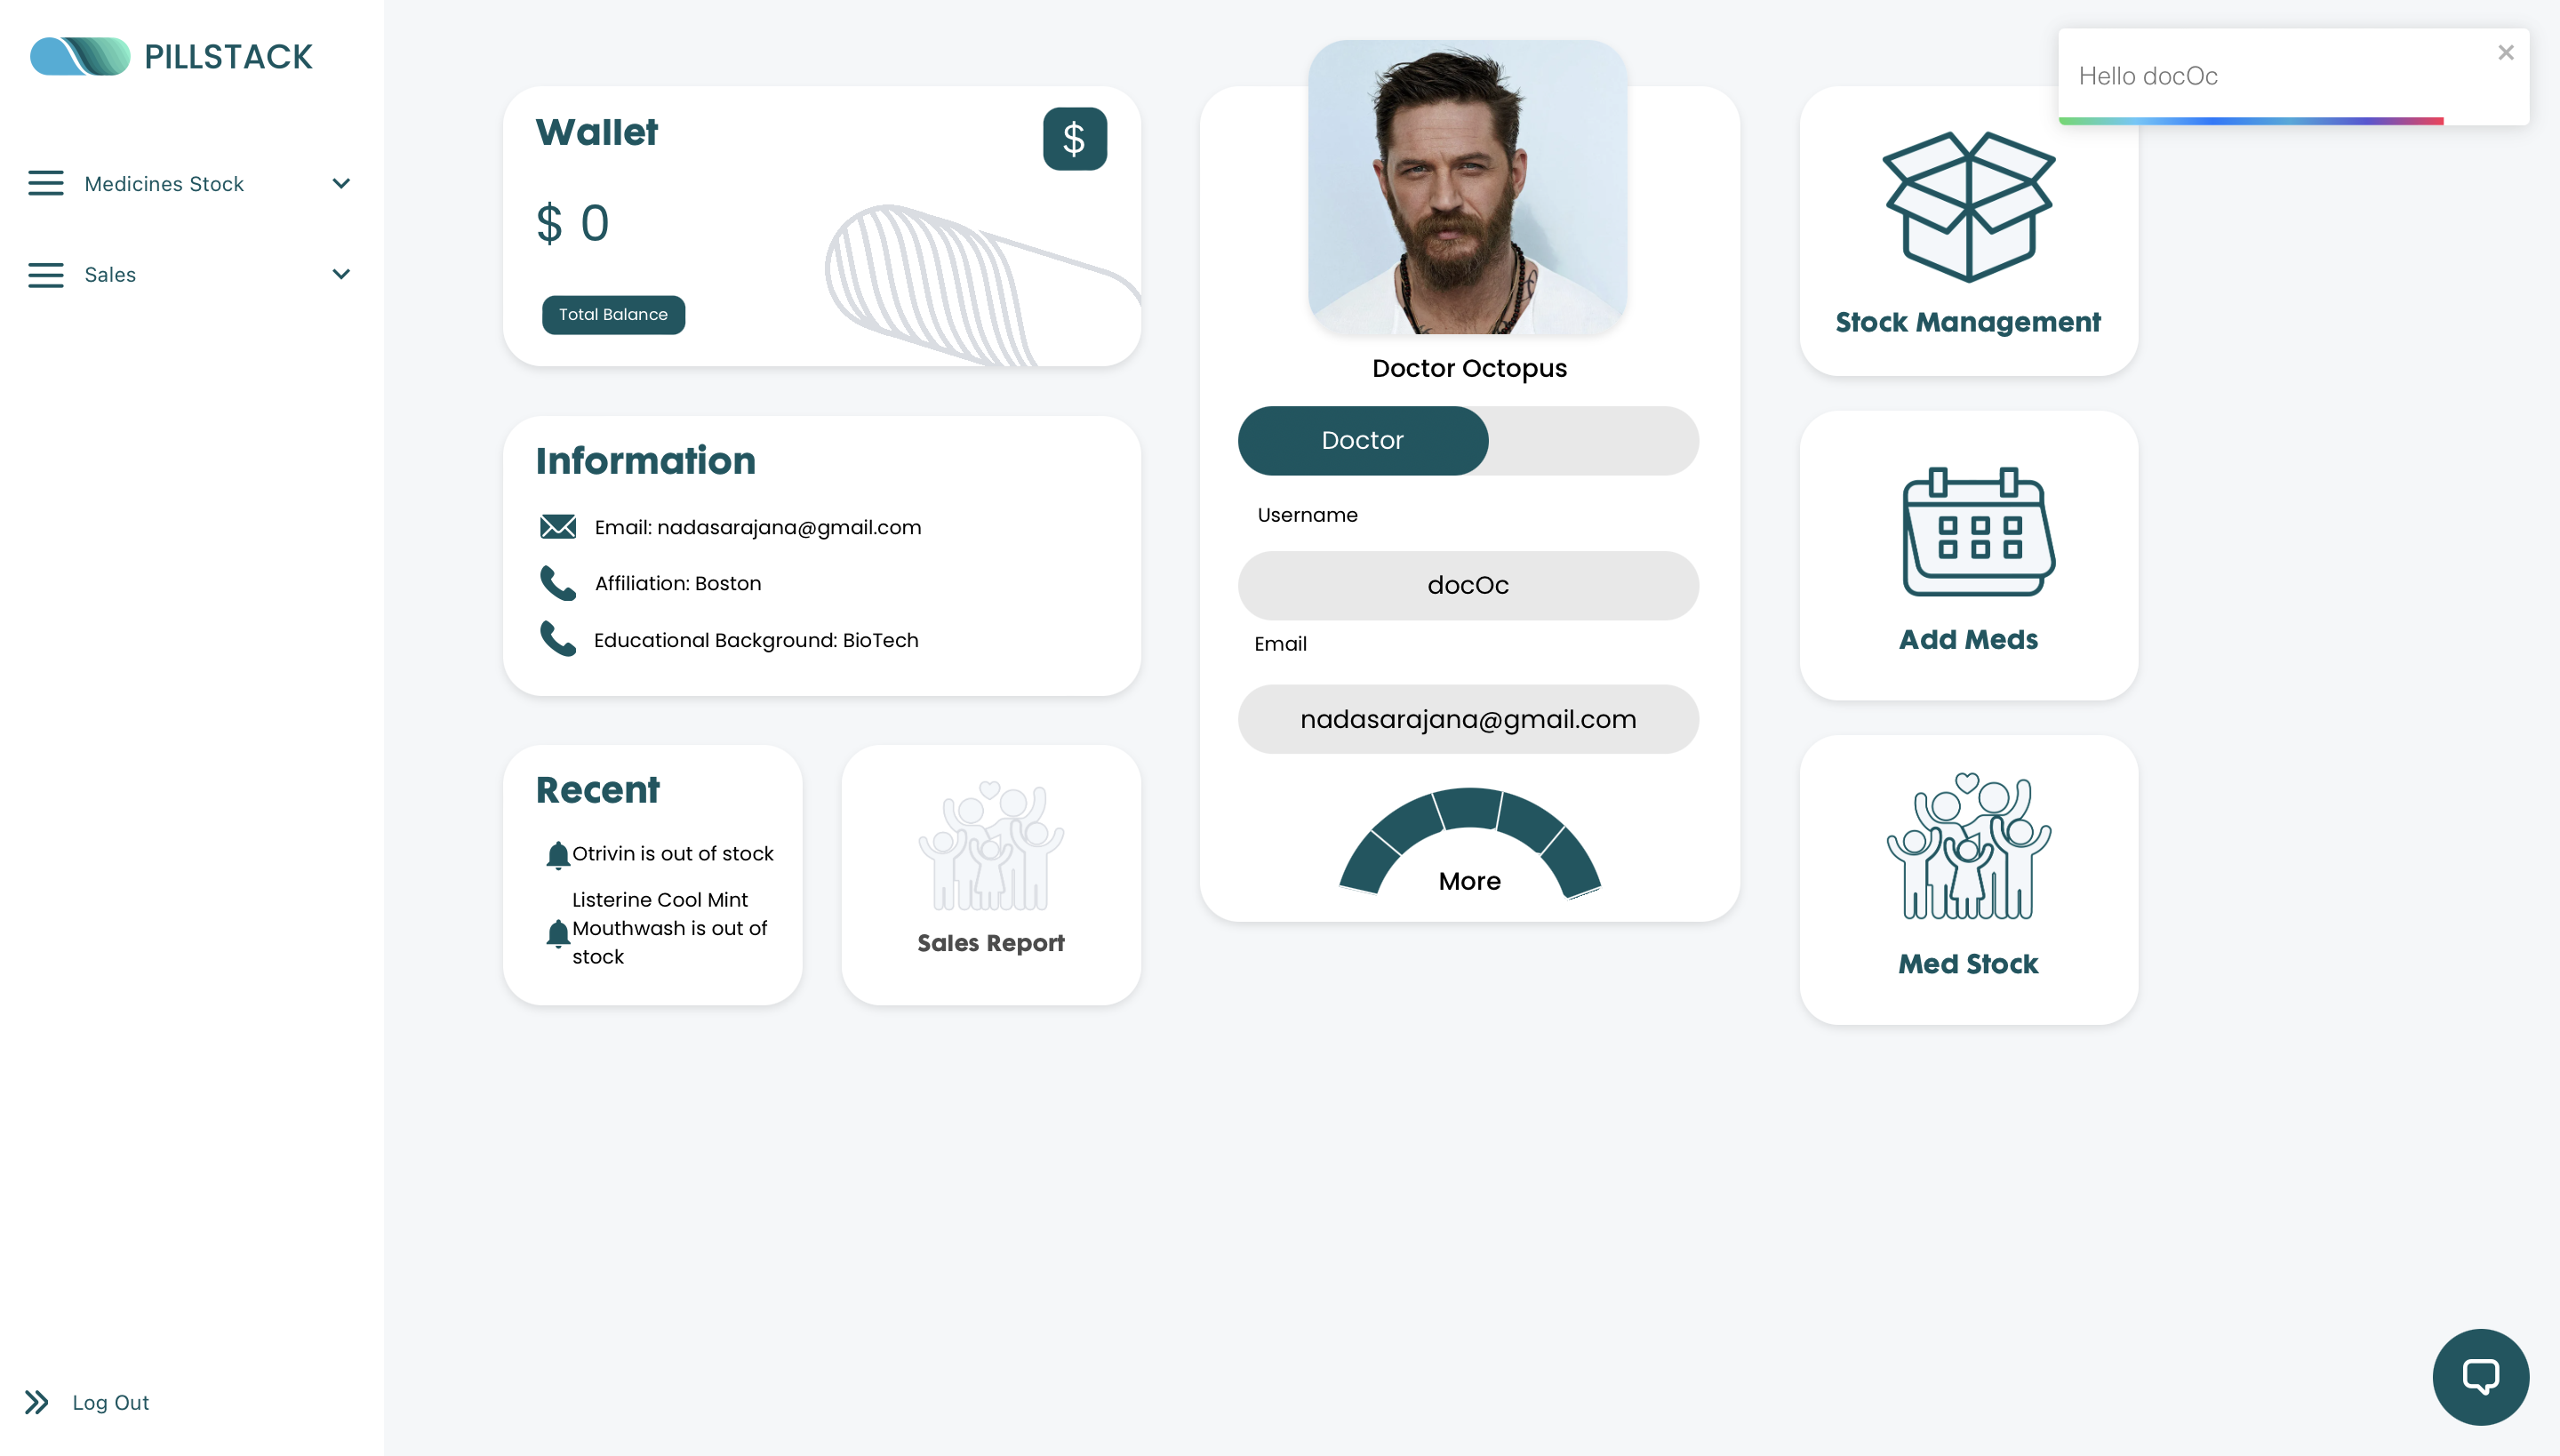 PILLSTACK
Medicines Stock
Sales
Log Out
Wallet
$
$ 0
Total Balance
Information
Email: nadasarajana@gmail.com
Affiliation: Boston
Educational Background: BioTech
Recent
Otrivin is out of stock
Listerine Cool Mint
Mouthwash is out of
stock
Sales Report
Doctor Octopus
Doctor
Username
docOc
Email
nadasarajana@gmail.com
More
Hello docOc
Stock Management
Add Meds
Med Stock